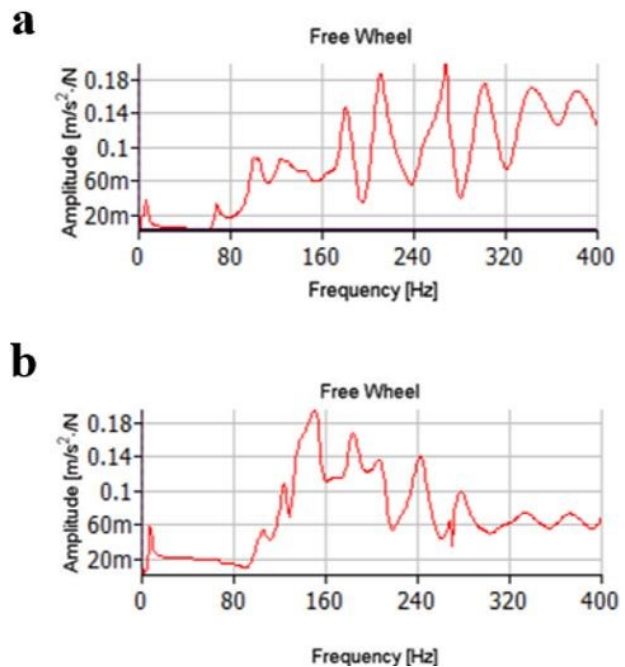 a
Free Wheel
Amplitude [m/s²·/N
0.18
0.14
0.1
60m
20m
0 80 160 240 320 400
Frequency [Hz]
b
Free Wheel
Amplitude [m/s²·/N
0.18
0.14
0.1
60m
20m
0 80 160 240 320 400
Frequency [Hz]